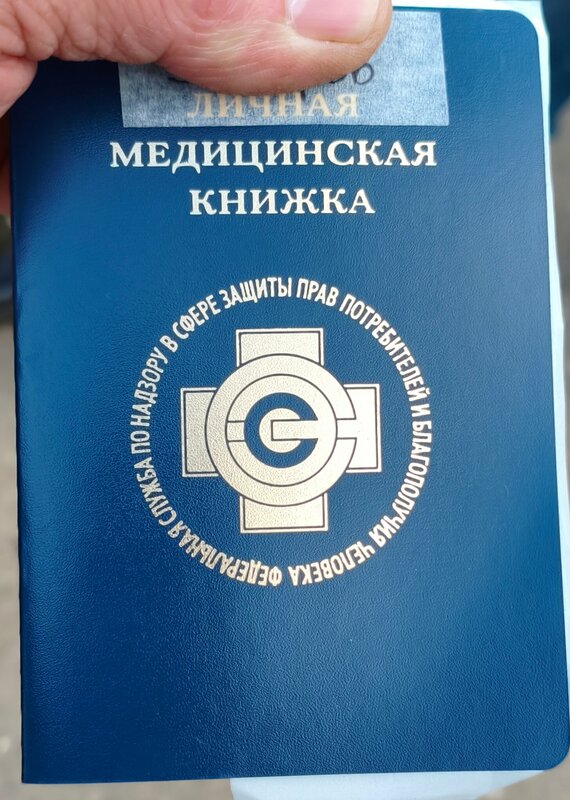 ЛИЧНАЯ
МЕДИЦИНСКАЯ
КНИЖКА
ФЕДЕРАЛЬНАЯ СЛУЖБА ПО НАДЗОРУ В СФЕРЕ ЗАЩИТЫ ПРАВ ПОТРЕБИТЕЛЕЙ И БЛАГОПОЛУЧИЯ ЧЕЛОВЕКА